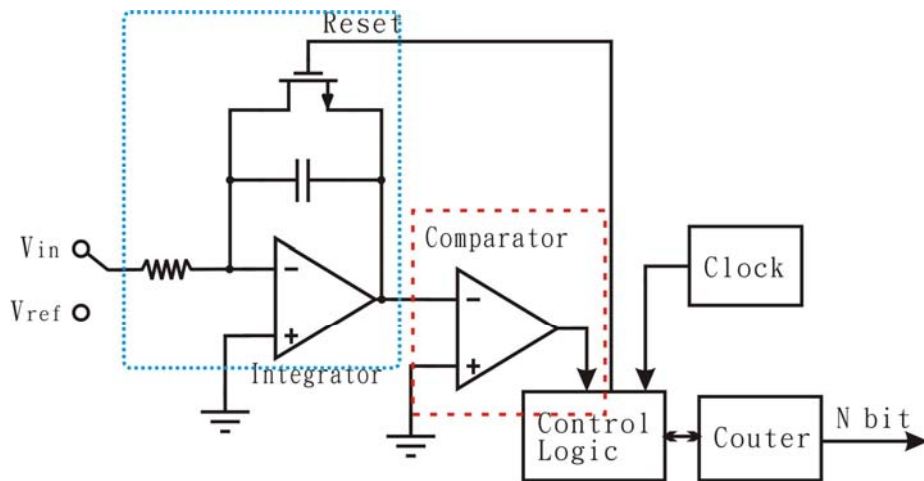 Reset
Vin
Vref
−
+
Integrator
Comparator
−
+
Clock
Control
Logic
Couter
N bit